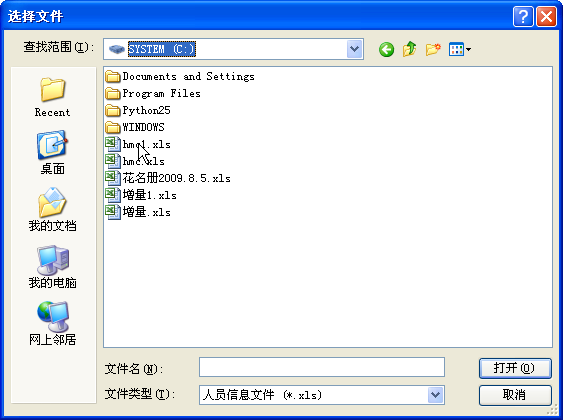 选择文件
查找范围(I):
SYSTEM (C:)
Recent
桌面
我的文档
我的电脑
网上邻居
Documents and Settings
Program Files
Python25
WINDOWS
hmc1.xls
hmc.xls
花名册2009.8.5.xls
增量1.xls
增量.xls
文件名(N):
打开(O)
文件类型(T):
人员信息文件 (*.xls)
取消